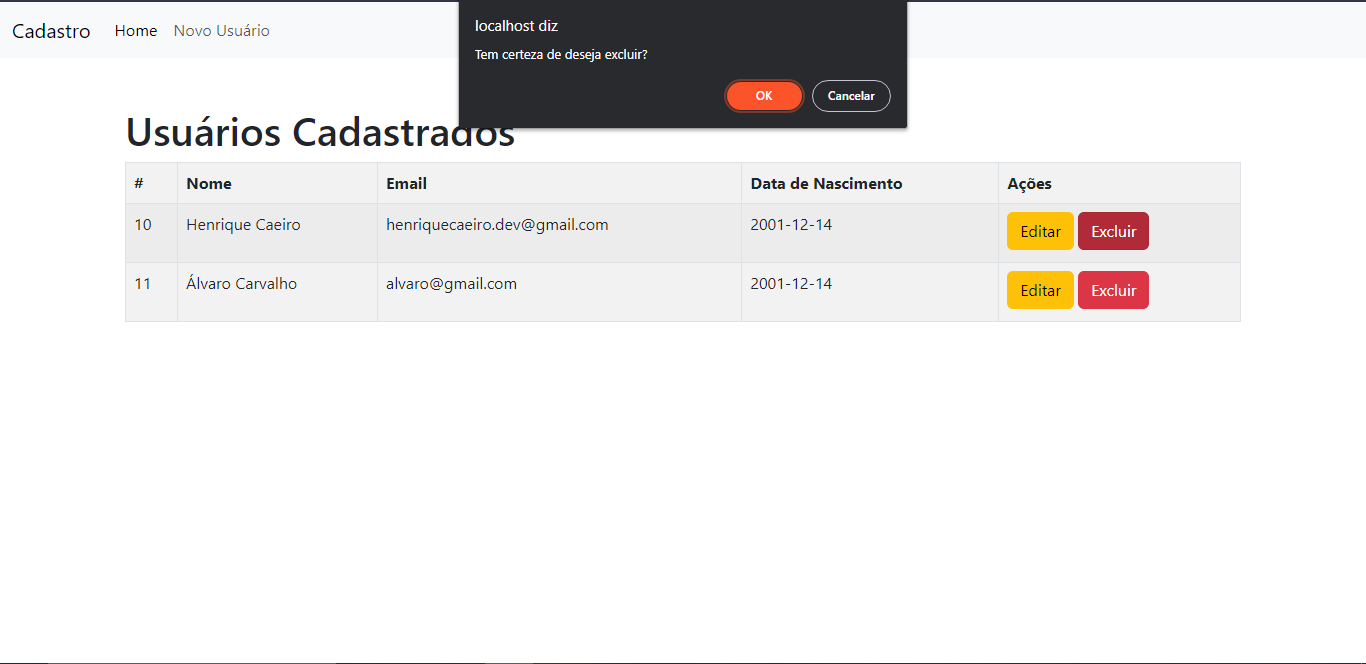 Cadastro Home Novo Usuário
localhost diz
Tem certeza de deseja excluir?
OK Cancelar
Usuários Cadastrados
# Nome Email Data de Nascimento Ações
10 Henrique Caeiro henriquecaeiro.dev@gmail.com 2001-12-14 Editar Excluir
11 Álvaro Carvalho alvaro@gmail.com 2001-12-14 Editar Excluir